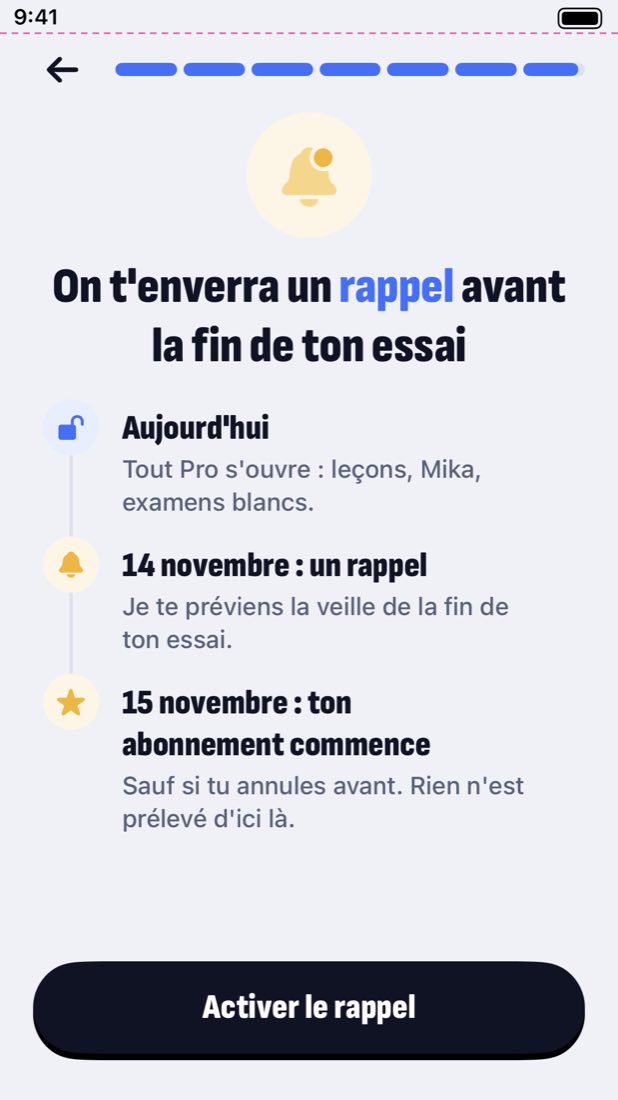 9:41
On t'enverra un rappel avant
la fin de ton essai
Aujourd'hui
Tout Pro s'ouvre : leçons, Mika,
examens blancs.
14 novembre : un rappel
Je te préviens la veille de la fin de
ton essai.
15 novembre : ton
abonnement commence
Sauf si tu annules avant. Rien n'est
prélevé d'ici là.
Activer le rappel